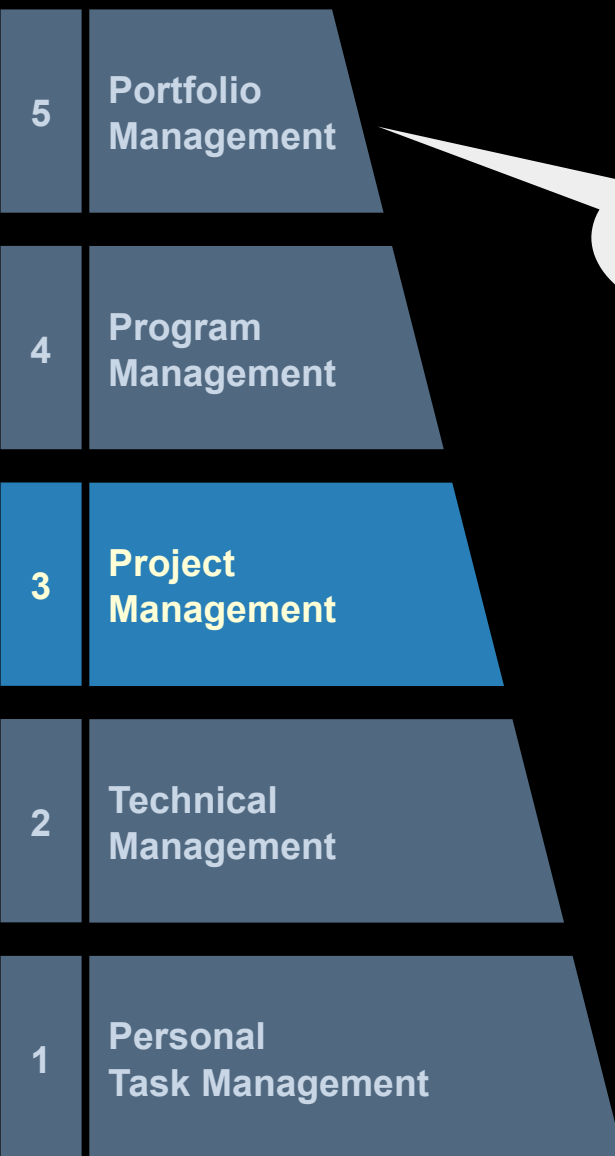 5
Portfolio
Management
4
Program
Management
3
Project
Management
2
Technical
Management
1
Personal
Task Management